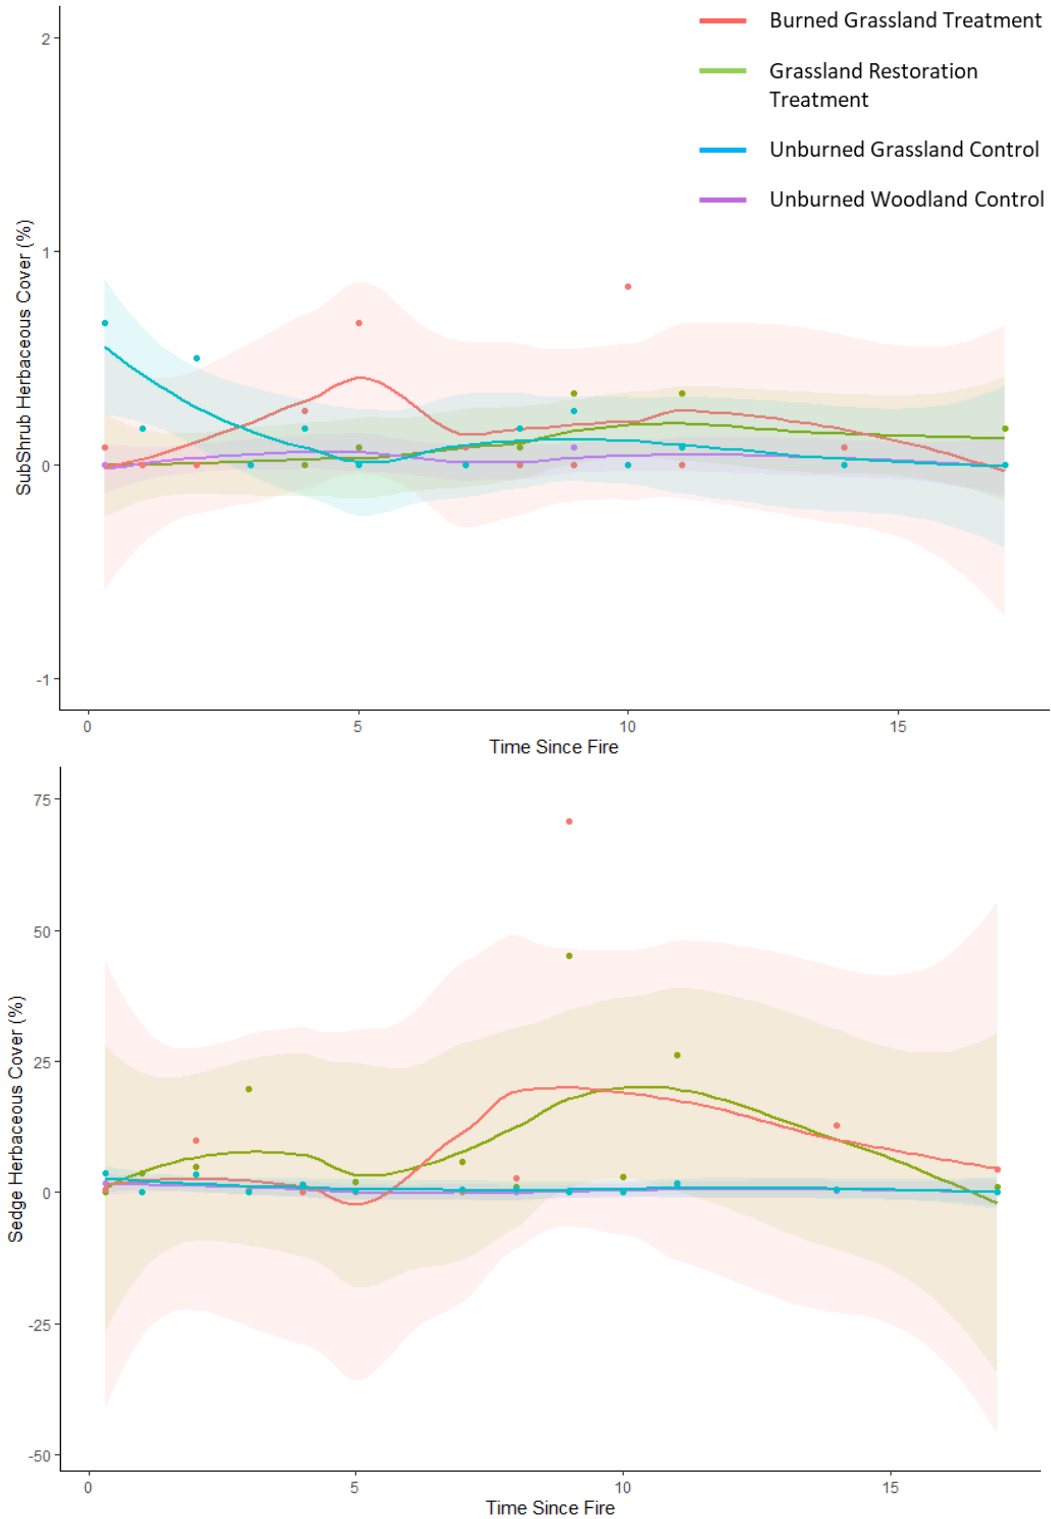 Burned Grassland Treatment
Grassland Restoration
Treatment
Unburned Grassland Control
Unburned Woodland Control
SubShrub Herbaceous Cover (%)
2
1
0
-1
0
5
10
15
Time Since Fire
Sedge Herbaceous Cover (%)
75
50
25
0
-25
-50
0
5
10
15
Time Since Fire